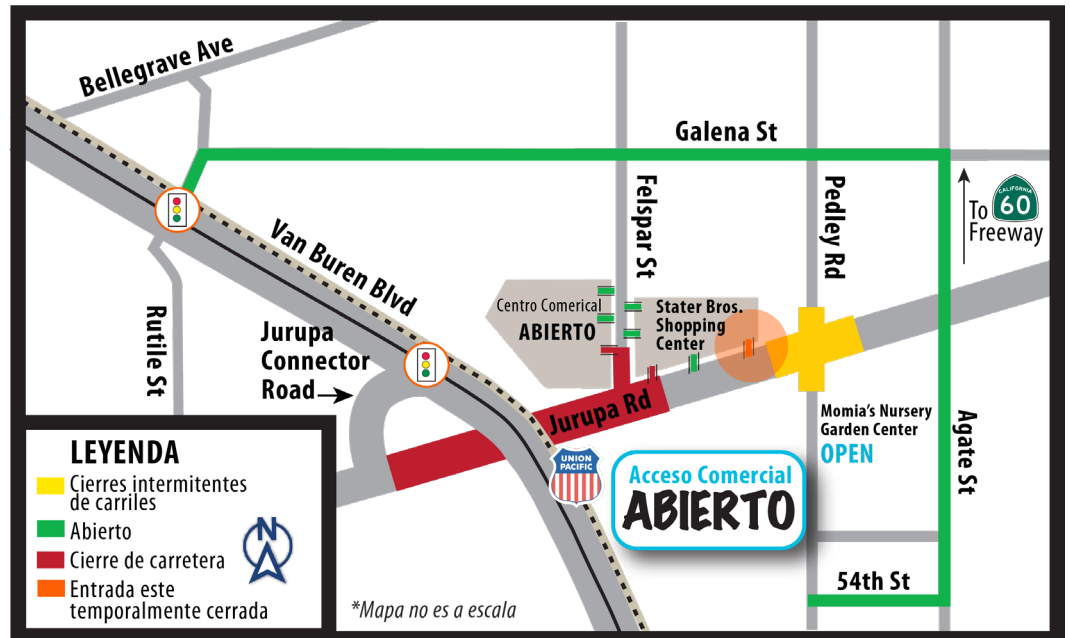 Bellegrave Ave
Galena St
Felspar St
Pedley Rd
To
Freeway
CALIFORNIA
60
Van Buren Blvd
Rutile St
Jurupa
Connector
Road
Centro Comerical
ABIERTO
Stater Bros.
Shopping
Center
Jurupa Rd
Momia's Nursery
Garden Center
OPEN
Agate St
UNION
PACIFIC
Acceso Comercial
ABIERTO
54th St
LEYENDA
Cierres intermitentes
de carriles
Abierto
Cierre de carretera
Entrada este
temporalmente cerrada
N
*Mapa no es a escala